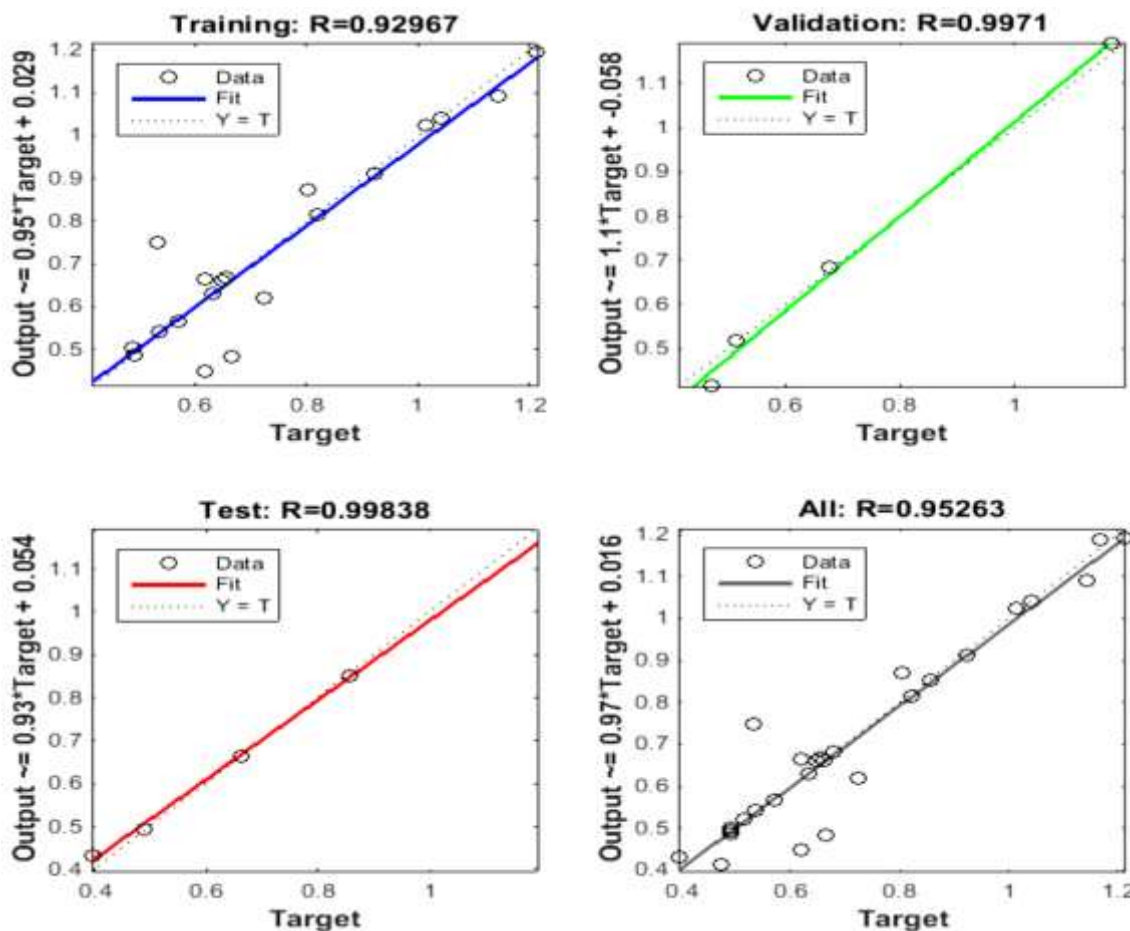 Training: R=0.92967
Output ~= 0.95*Target + 0.029
1.2
1.1
1
0.9
0.8
0.7
0.6
0.5
Data
Fit
Y = T
0.6
0.8
1
1.2
Target
Validation: R=0.9971
Output ~= 1.1*Target + -0.058
1.1
1
0.9
0.8
0.7
0.6
0.5
Data
Fit
Y = T
0.6
0.8
1
Target
Test: R=0.99838
Output ~= 0.93*Target + 0.054
1.1
1
0.9
0.8
0.7
0.6
0.5
0.4
Data
Fit
Y = T
0.4
0.6
0.8
1
Target
All: R=0.95263
Output ~= 0.97*Target + 0.016
1.2
1.1
1
0.9
0.8
0.7
0.6
0.5
0.4
Data
Fit
Y = T
0.4
0.6
0.8
1
1.2
Target